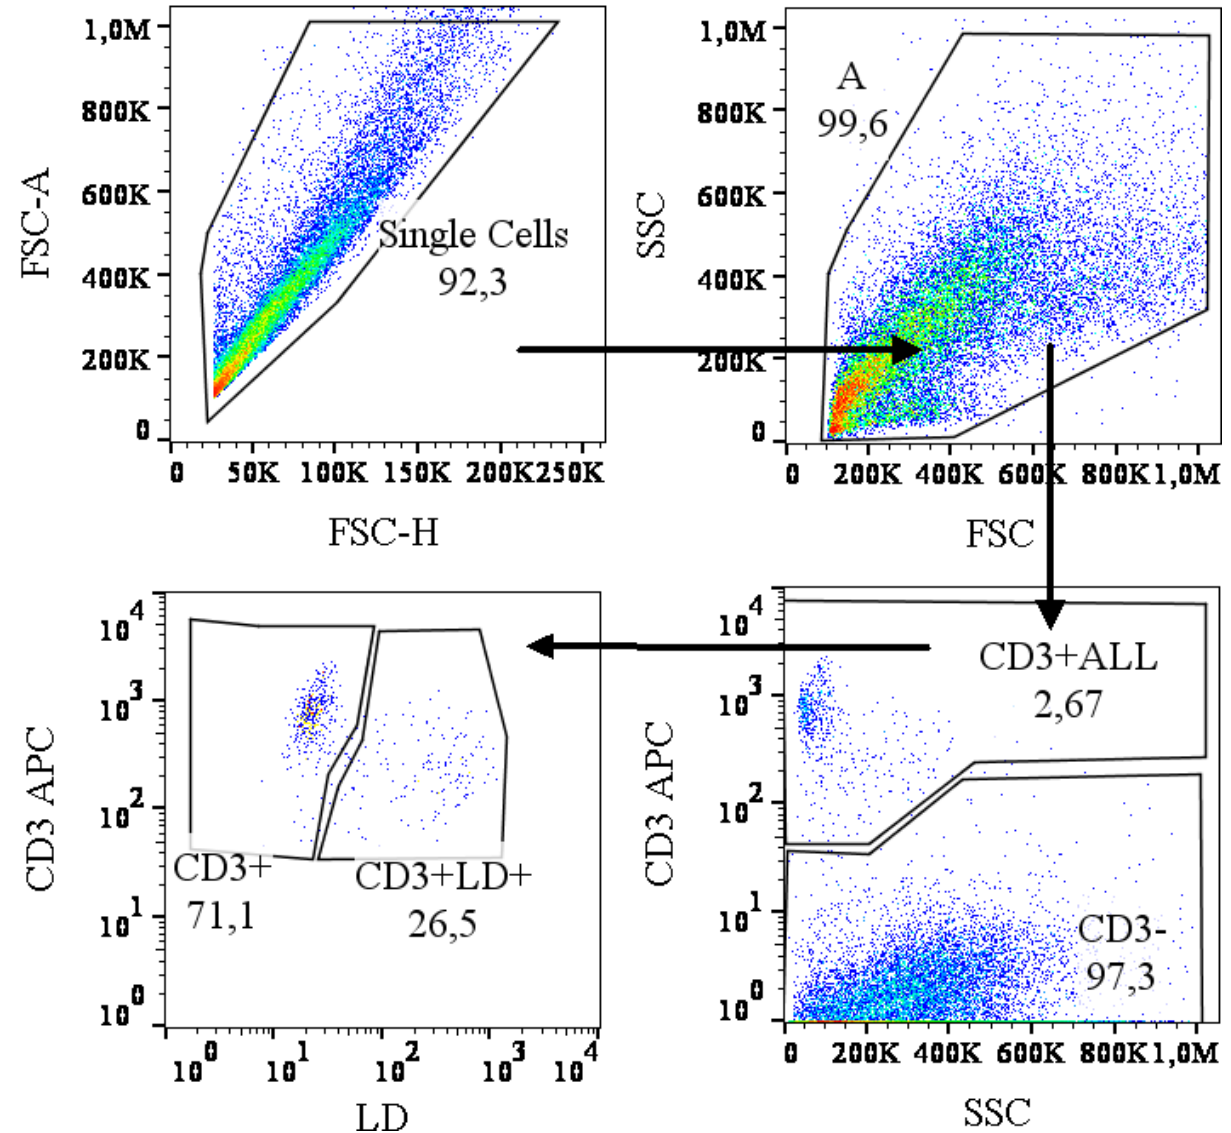 1,0M
800K
600K
400K
200K
0
FSC-A
Single Cells
92,3
0 50K 100K 150K 200K 250K
FSC-H
1,0M
800K
600K
400K
200K
0
SSC
A
99,6
0 200K 400K 600K 800K 1,0M
FSC
10^4
10^3
10^2
10^1
10^0
CD3 APC
CD3+
71,1
CD3+LD+
26,5
10^0 10^1 10^2 10^3 10^4
LD
10^4
10^3
10^2
10^1
10^0
CD3 APC
CD3+ALL
2,67
CD3-
97,3
0 200K 400K 600K 800K 1,0M
SSC